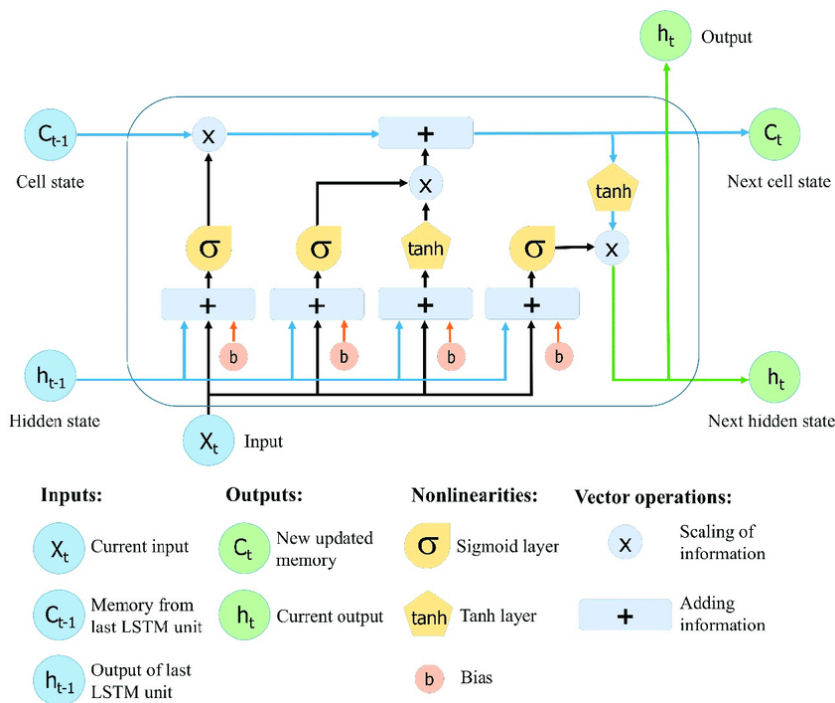 ht Output
Ct-1 x + Ct
Cell state Next cell state
tanh
x
σ σ tanh σ x
+ + + +
b b b b
ht-1 ht
Hidden state Next hidden state
Xt Input
Inputs: Outputs: Nonlinearities: Vector operations:
Xt Current input
Ct-1 Memory from
last LSTM unit
ht-1 Output of last
LSTM unit
Ct New updated
memory
ht Current output
σ Sigmoid layer
tanh Tanh layer
b Bias
x Scaling of
information
+ Adding
information